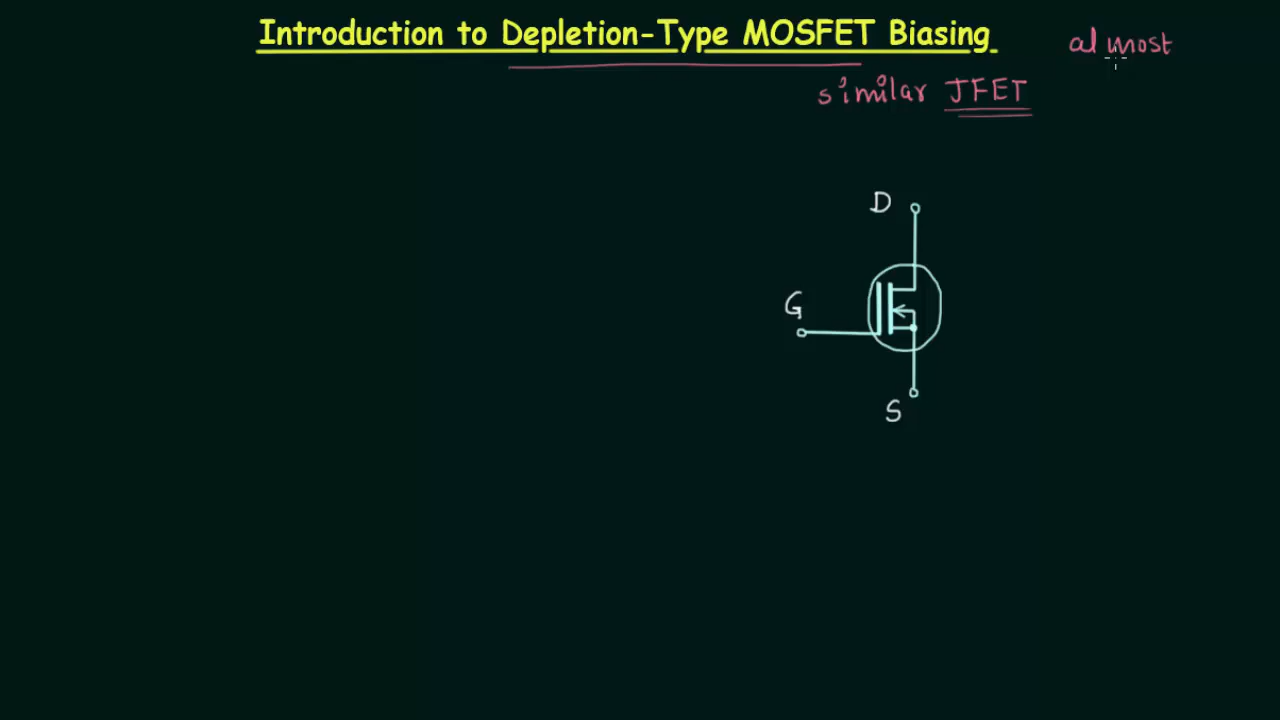 Introduction to Depletion-Type MOSFET Biasing
almost
similar JFET
D
G
S